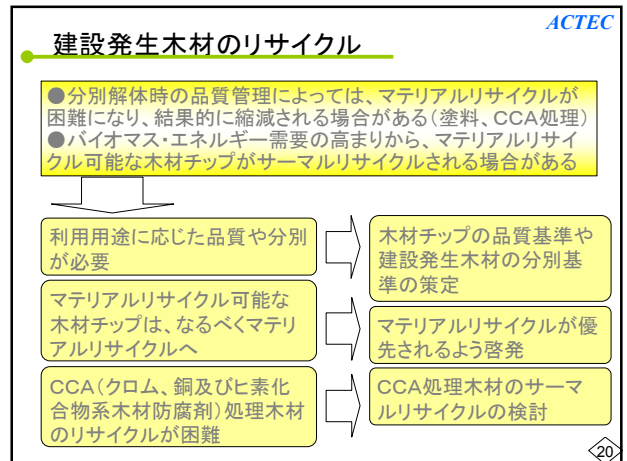 ACTEC
建設発生木材のリサイクル
●分別解体時の品質管理によっては、マテリアルリサイクルが
困難になり、結果的に縮減される場合がある（塗料、CCA処理）
●バイオマス・エネルギー需要の高まりから、マテリアルリサイ
クル可能な木材チップがサーマルリサイクルされる場合がある
利用用途に応じた品質や分別
が必要
木材チップの品質基準や
建設発生木材の分別基
準の策定
マテリアルリサイクル可能な
木材チップは、なるべくマテリ
アルリサイクルへ
マテリアルリサイクルが優
先されるよう啓発
CCA（クロム、銅及びヒ素化
合物系木材防腐剤）処理木材
のリサイクルが困難
CCA処理木材のサーマ
ルリサイクルの検討
20